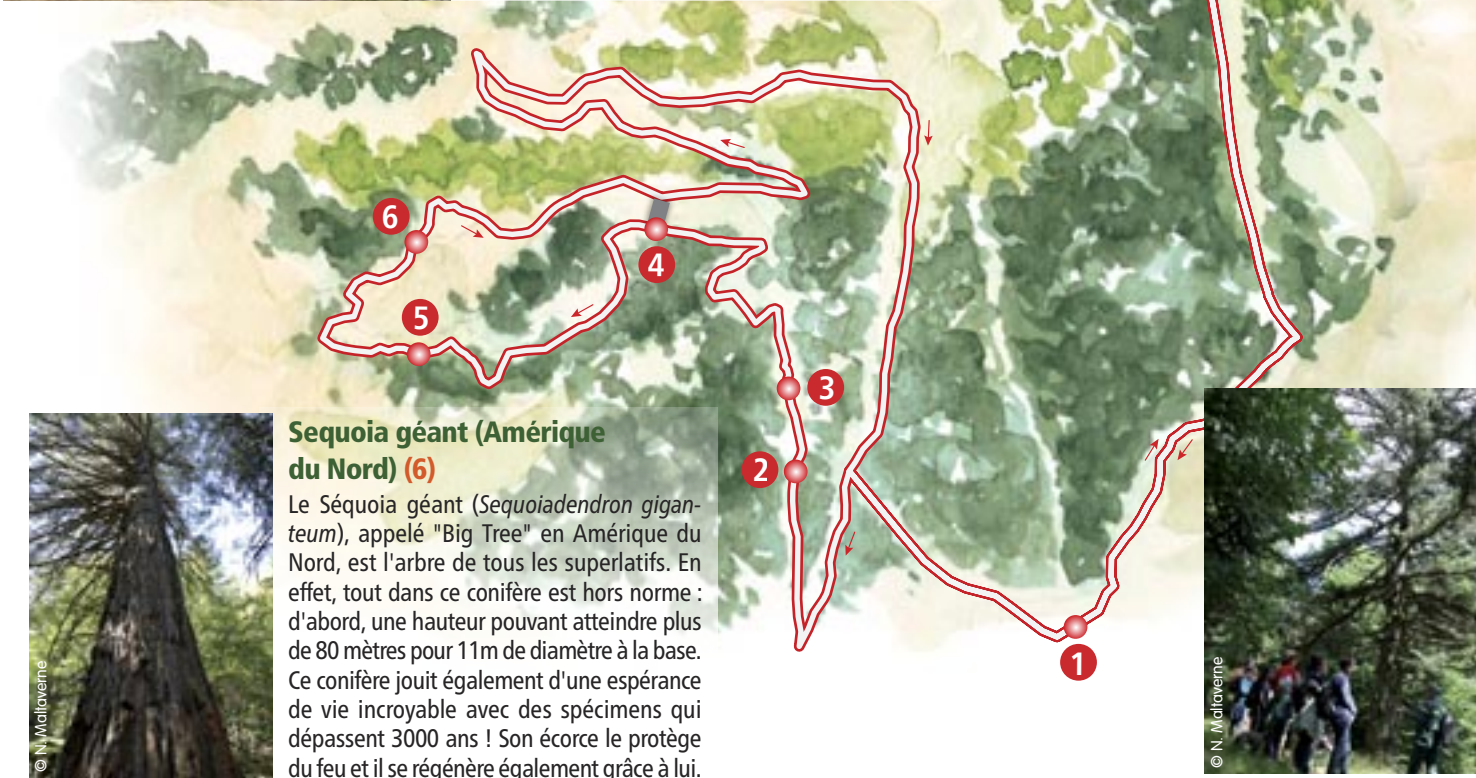 6
4
5
3
2
1
Sequoia géant (Amérique
du Nord) (6)
Le Séquoia géant (Sequoiadendron gigan-
teum), appelé "Big Tree" en Amérique du
Nord, est l'arbre de tous les superlatifs. En
effet, tout dans ce conifère est hors norme :
d'abord, une hauteur pouvant atteindre plus
de 80 mètres pour 11m de diamètre à la base.
Ce conifère jouit également d'une espérance
de vie incroyable avec des spécimens qui
dépassent 3000 ans ! Son écorce le protège
du feu et il se régénère également grâce à lui.
© N. Maltaverne
© N. Maltaverne